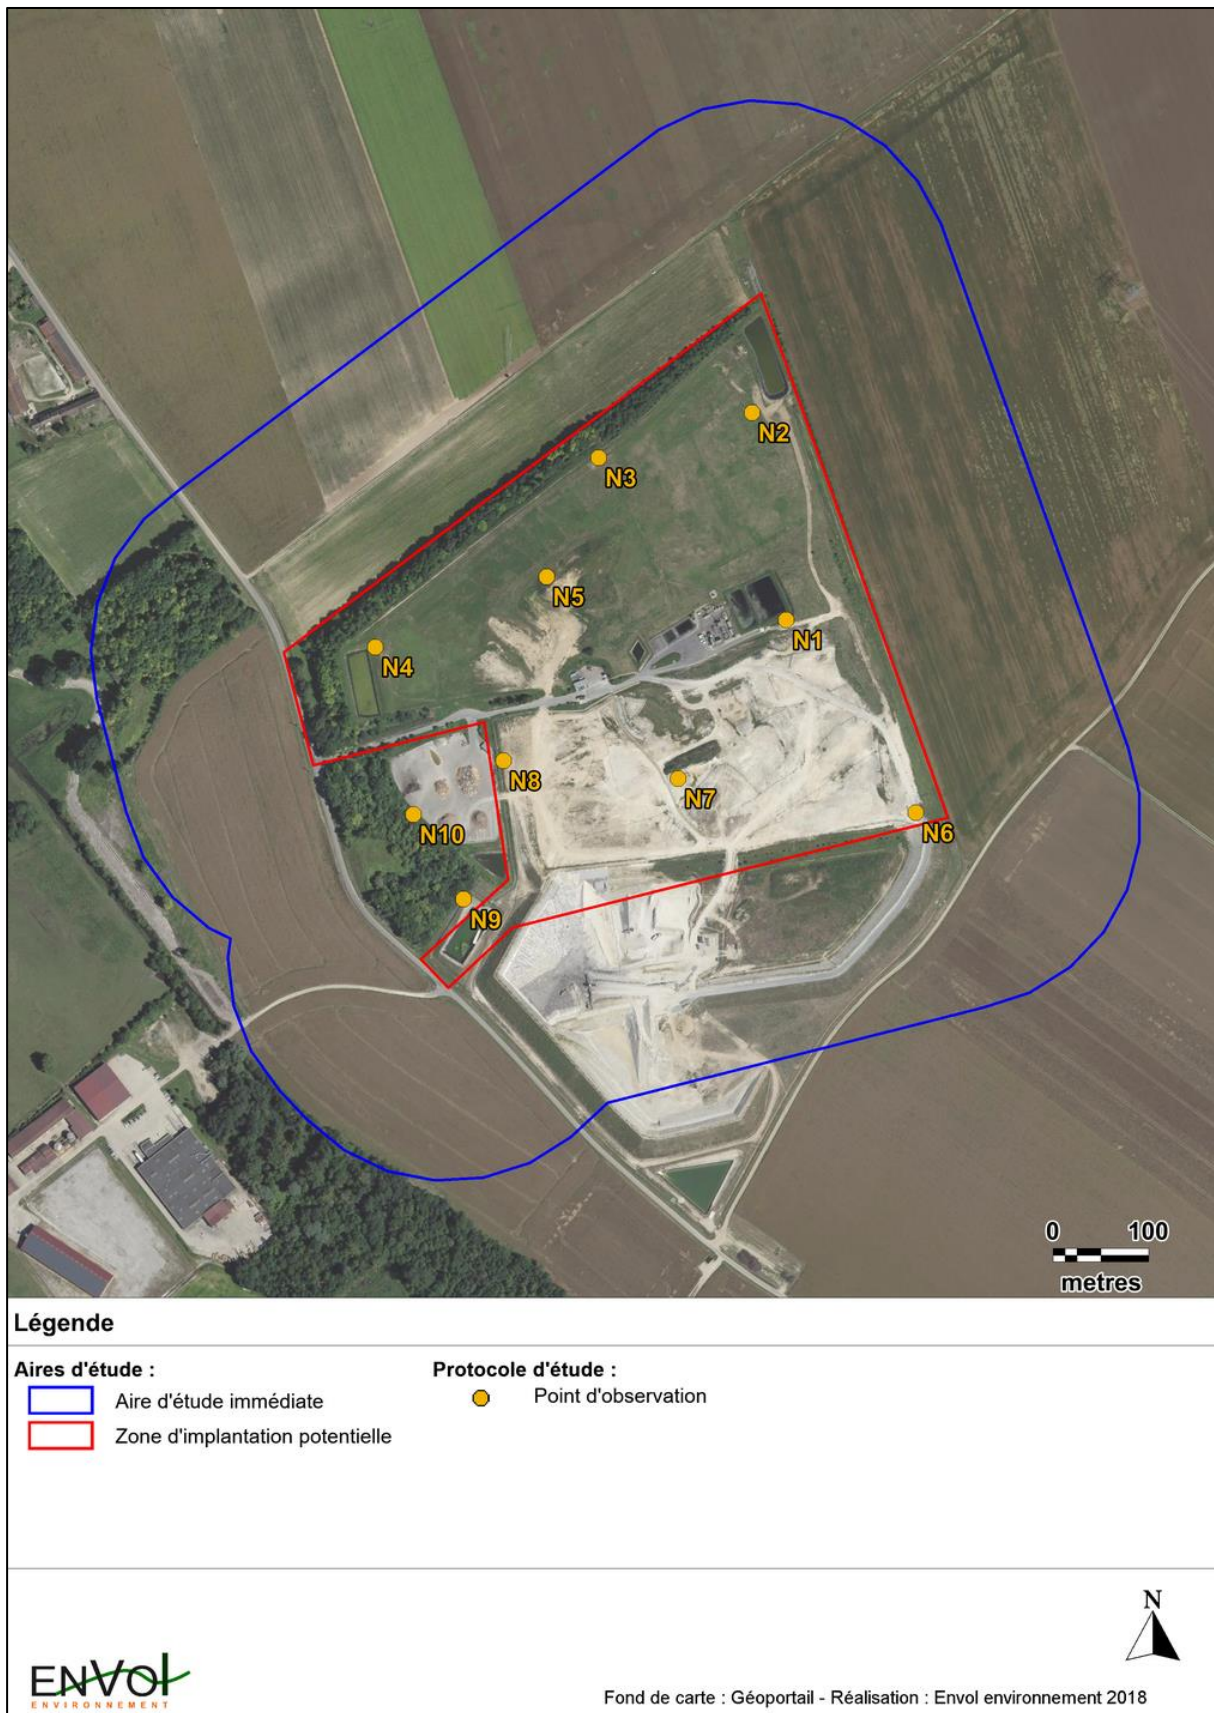 N2
N3
N5
N1
N4
N8
N7
N6
N10
N9
0 100
metres
Légende
Aires d'étude :
Aire d'étude immédiate
Zone d'implantation potentielle
Protocole d'étude :
Point d'observation
N
ENVOl
ENVIRONNEMENT
Fond de carte : Géoportail - Réalisation : Envol environnement 2018